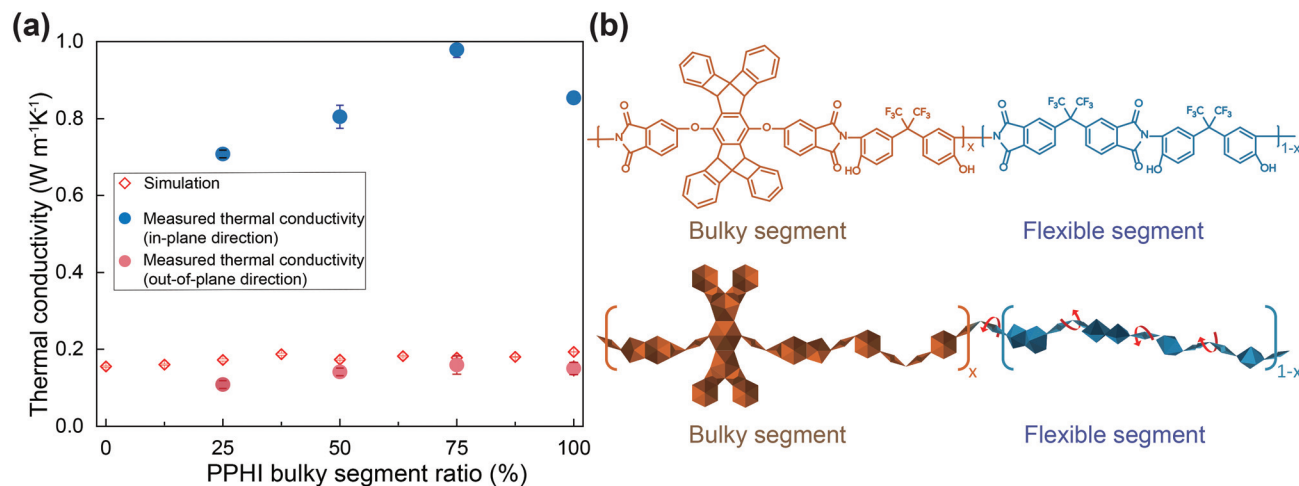 (a)
Thermal conductivity (W m⁻¹K⁻¹)
1.0
0.8
0.6
0.4
0.2
0.0
Simulation
Measured thermal conductivity
(in-plane direction)
Measured thermal conductivity
(out-of-plane direction)
0
25
50
75
100
PPHI bulky segment ratio (%)
(b)
O
O
N
O
O
O
O
N
O
F₃C
CF₃
HO
OH
x
O
N
O
F₃C
CF₃
O
N
O
F₃C
CF₃
OH
OH
1-x
Bulky segment
Flexible segment
x
1-x
Bulky segment
Flexible segment